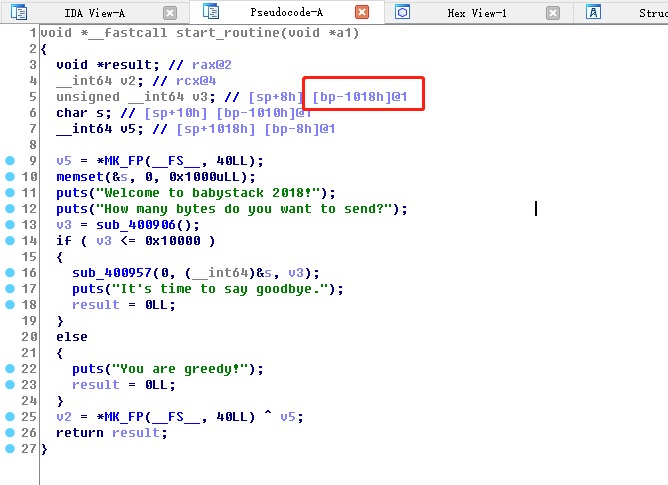 IDA View-A
Pseudocode-A
Hex View-1
Struc
1 void *__fastcall start_routine(void *a1)
2 {
3 void *result; // rax@2
4 __int64 v2; // rcx@4
5 unsigned __int64 v3; // [sp+8h] [bp-1018h]@1
6 char s; // [sp+10h] [bp-1010h]@1
7 __int64 v5; // [sp+1018h] [bp-8h]@1
8
9 v5 = *MK_FP(__FS__, 40LL);
10 memset(&s, 0, 0x1000uLL);
11 puts("Welcome to babystack 2018!");
12 puts("How many bytes do you want to send?");
13 v3 = sub_400906();
14 if ( v3 <= 0x10000 )
15 {
16 sub_400957(0, (__int64)&s, v3);
17 puts("It's time to say goodbye.");
18 result = 0LL;
19 }
20 else
21 {
22 puts("You are greedy!");
23 result = 0LL;
24 }
25 v2 = *MK_FP(__FS__, 40LL) ^ v5;
26 return result;
27 }